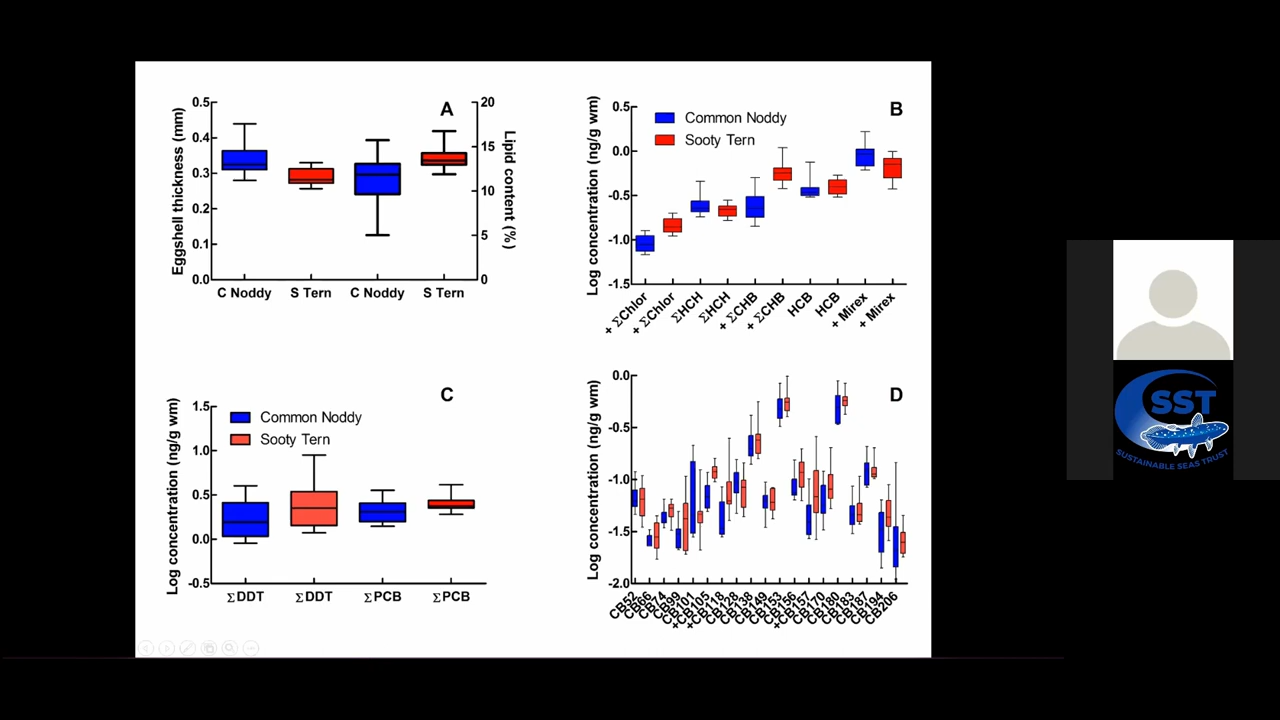 A
Eggshell thickness (mm)
0.5
0.4
0.3
0.2
0.1
0.0
20
15
10
5
0
Lipid content (%)
C Noddy
S Tern
C Noddy
S Tern
B
Log concentration (ng/g wm)
0.5
0.0
-0.5
-1.0
-1.5
Common Noddy
Sooty Tern
+ ΣChlor
+ ΣChlor
ΣHCH
ΣHCH
+ ΣCHB
+ ΣCHB
HCB
HCB
+ Mirex
+ Mirex
C
Log concentration (ng/g wm)
1.5
1.0
0.5
0.0
-0.5
Common Noddy
Sooty Tern
ΣDDT
ΣDDT
ΣPCB
ΣPCB
D
Log concentration (ng/g wm)
0.0
-0.5
-1.0
-1.5
-2.0
CB52
CB66
CB74
CB99
CB101
+CB105
+CB118
CB128
CB138
CB149
CB153
CB156
+CB157
CB170
CB180
CB183
CB187
CB194
CB206
SST
SUSTAINABLE SEAS TRUST